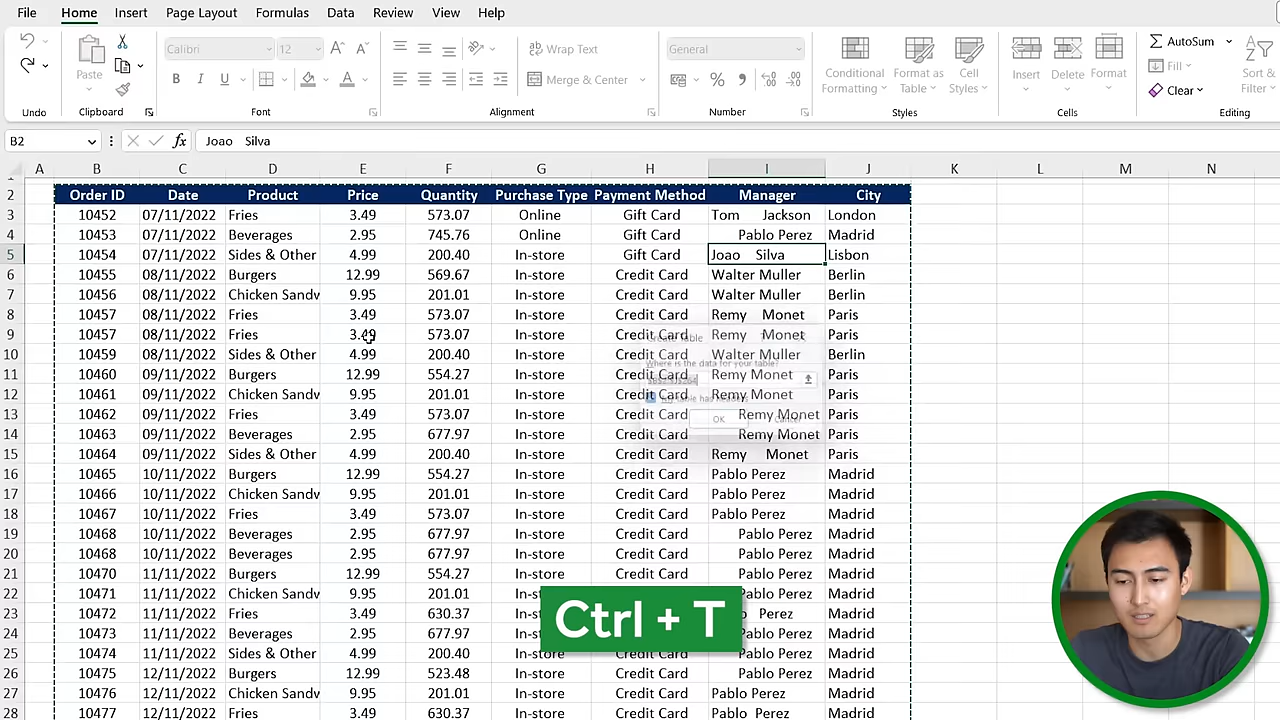 File Home Insert Page Layout Formulas Data Review View Help
Calibri 12 General AutoSum
Paste Wrap Text Conditional Formatting Format as Table Cell Styles Insert Delete Format Fill Sort & Filter
Merge & Center Clear
Undo Clipboard Font Alignment Number Styles Cells Editing
B2 fx Joao Silva
A B C D E F G H I J K L M N
2 Order ID Date Product Price Quantity Purchase Type Payment Method Manager City
3 10452 07/11/2022 Fries 3.49 573.07 Online Gift Card Tom Jackson London
4 10453 07/11/2022 Beverages 2.95 745.76 Online Gift Card Pablo Perez Madrid
5 10454 07/11/2022 Sides & Other 4.99 200.40 In-store Gift Card Joao Silva Lisbon
6 10455 08/11/2022 Burgers 12.99 569.67 In-store Credit Card Walter Muller Berlin
7 10456 08/11/2022 Chicken Sandw 9.95 201.01 In-store Credit Card Walter Muller Berlin
8 10457 08/11/2022 Fries 3.49 573.07 In-store Credit Card Remy Monet Paris
9 10457 08/11/2022 Fries 3.49 573.07 In-store Credit Card Remy Monet Paris
Create Table
10 10459 08/11/2022 Sides & Other 4.99 200.40 In-store Credit Card Walter Muller Berlin
Where is the data for your table?
11 10460 09/11/2022 Burgers 12.99 554.27 In-store Credit Card Remy Monet Paris
12 10461 09/11/2022 Chicken Sandw 9.95 201.01 In-store Credit Card Remy Monet Paris
My table has headers
13 10462 09/11/2022 Fries 3.49 573.07 In-store Credit Card Remy Monet Paris
OK Cancel
14 10463 09/11/2022 Beverages 2.95 677.97 In-store Credit Card Remy Monet Paris
15 10464 09/11/2022 Sides & Other 4.99 200.40 In-store Credit Card Remy Monet Paris
16 10465 10/11/2022 Burgers 12.99 554.27 In-store Credit Card Pablo Perez Madrid
17 10466 10/11/2022 Chicken Sandw 9.95 201.01 In-store Credit Card Pablo Perez Madrid
18 10467 10/11/2022 Fries 3.49 573.07 In-store Credit Card Pablo Perez Madrid
19 10468 10/11/2022 Beverages 2.95 677.97 In-store Credit Card Pablo Perez Madrid
20 10468 10/11/2022 Beverages 2.95 677.97 In-store Credit Card Pablo Perez Madrid
21 10470 11/11/2022 Burgers 12.99 554.27 In-store Credit Card Pablo Perez Madrid
22 10471 11/11/2022 Chicken Sandw 9.95 201.01 Pablo Perez Madrid
23 10472 11/11/2022 Fries 3.49 630.37 Perez Madrid
Ctrl + T
24 10473 11/11/2022 Beverages 2.95 677.97 Pablo Perez Madrid
25 10474 11/11/2022 Sides & Other 4.99 200.40 In-store Credit Card Pablo Perez Madrid
26 10475 12/11/2022 Burgers 12.99 523.48 In-store Credit Card Pablo Perez Madrid
27 10476 12/11/2022 Chicken Sandw 9.95 201.01 In-store Credit Card Pablo Perez Madrid
28 10477 12/11/2022 Fries 3.49 630.37 In-store Credit Card Pablo Perez Madrid